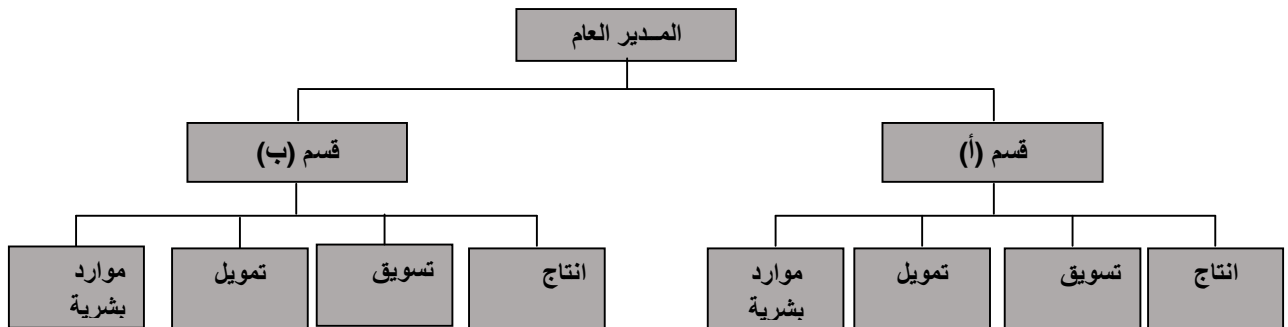 المــدير العام
قسم (أ)
قسم (ب)
انتاج
تسويق
تمويل
موارد
بشرية
انتاج
تسويق
تمويل
موارد
بشرية